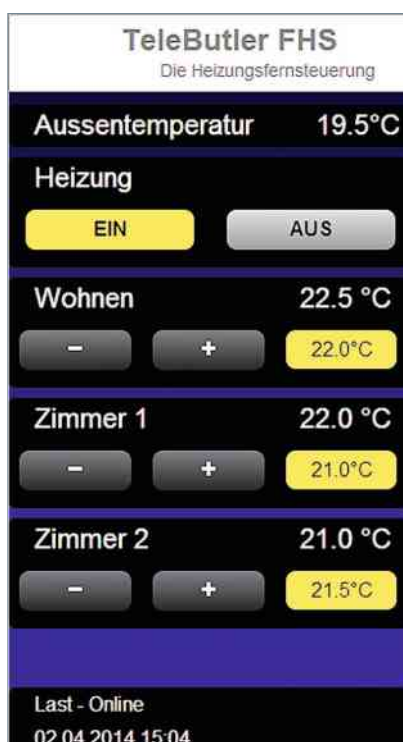 TeleButler FHS
Die Heizungsfernsteuerung
Aussentemperatur 19.5°C
Heizung
EIN AUS
Wohnen 22.5 °C
- + 22.0°C
Zimmer 1 22.0 °C
- + 21.0°C
Zimmer 2 21.0 °C
- + 21.5°C
Last - Online
02.04.2014 15:04